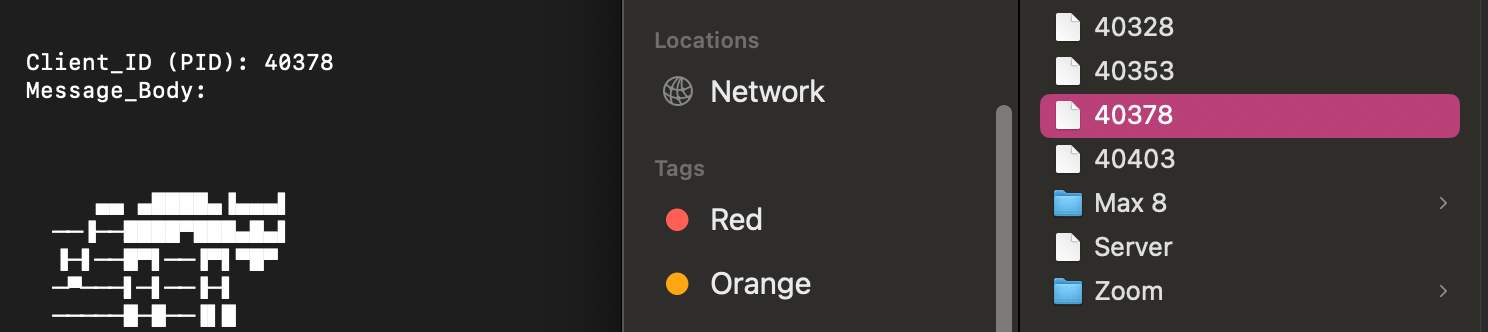 Client_ID (PID): 40378
Message_Body:
Locations
Network
Tags
Red
Orange
40328
40353
40378
40403
Max 8
Server
Zoom